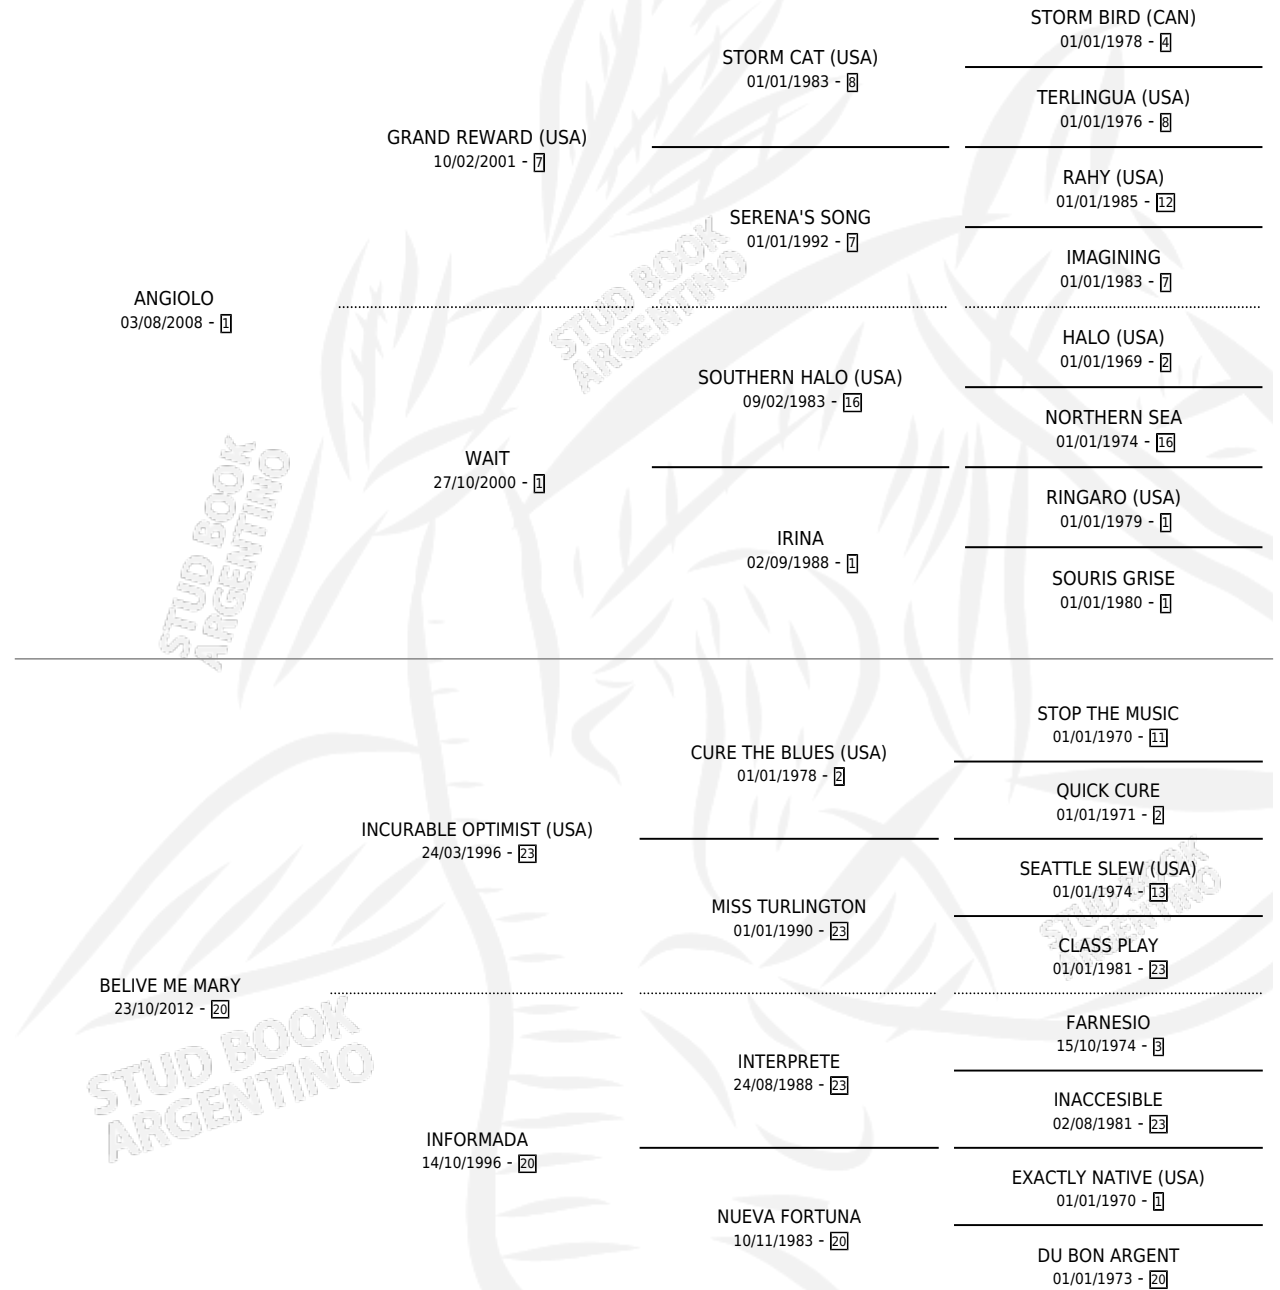 STORM BIRD (CAN)
01/01/1978 - 4
STORM CAT (USA)
01/01/1983 - 8
TERLINGUA (USA)
01/01/1976 - 8
GRAND REWARD (USA)
10/02/2001 - 7
RAHY (USA)
01/01/1985 - 12
SERENA'S SONG
01/01/1992 - 7
IMAGINING
01/01/1983 - 7
ANGIOLO
03/08/2008 - 1
HALO (USA)
01/01/1969 - 2
SOUTHERN HALO (USA)
09/02/1983 - 16
NORTHERN SEA
01/01/1974 - 16
WAIT
27/10/2000 - 1
RINGARO (USA)
01/01/1979 - 1
IRINA
02/09/1988 - 1
SOURIS GRISE
01/01/1980 - 1
STOP THE MUSIC
01/01/1970 - 11
CURE THE BLUES (USA)
01/01/1978 - 2
QUICK CURE
01/01/1971 - 2
INCURABLE OPTIMIST (USA)
24/03/1996 - 23
SEATTLE SLEW (USA)
01/01/1974 - 13
MISS TURLINGTON
01/01/1990 - 23
CLASS PLAY
01/01/1981 - 23
BELIVE ME MARY
23/10/2012 - 20
FARNESIO
15/10/1974 - 3
INTERPRETE
24/08/1988 - 23
INACCESIBLE
02/08/1981 - 23
INFORMADA
14/10/1996 - 20
EXACTLY NATIVE (USA)
01/01/1970 - 1
NUEVA FORTUNA
10/11/1983 - 20
DU BON ARGENT
01/01/1973 - 20
STUD BOOK
ARGENTINO
STUD BOOK
ARGENTINO
STUD BOOK
ARGENTINO
STUD BOOK
ARGENTINO